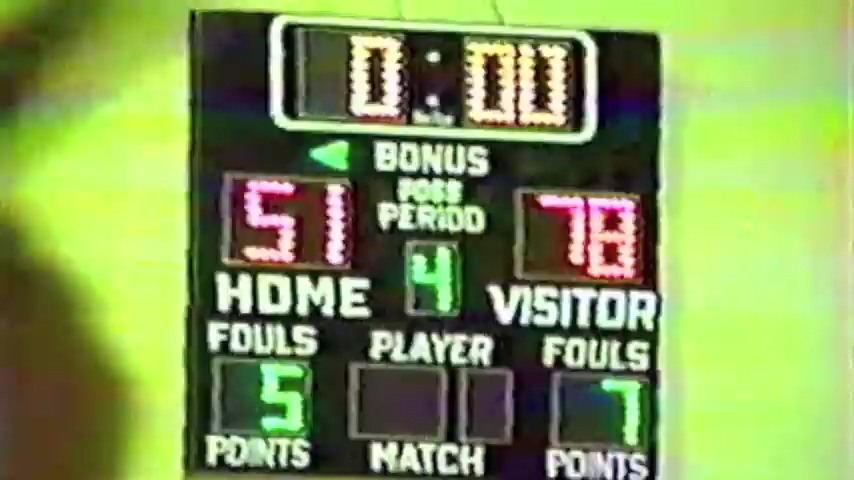 0:00
BONUS
POSS
51 PERIOD 78
HOME 4 VISITOR
FOULS PLAYER FOULS
5 7
POINTS MATCH POINTS